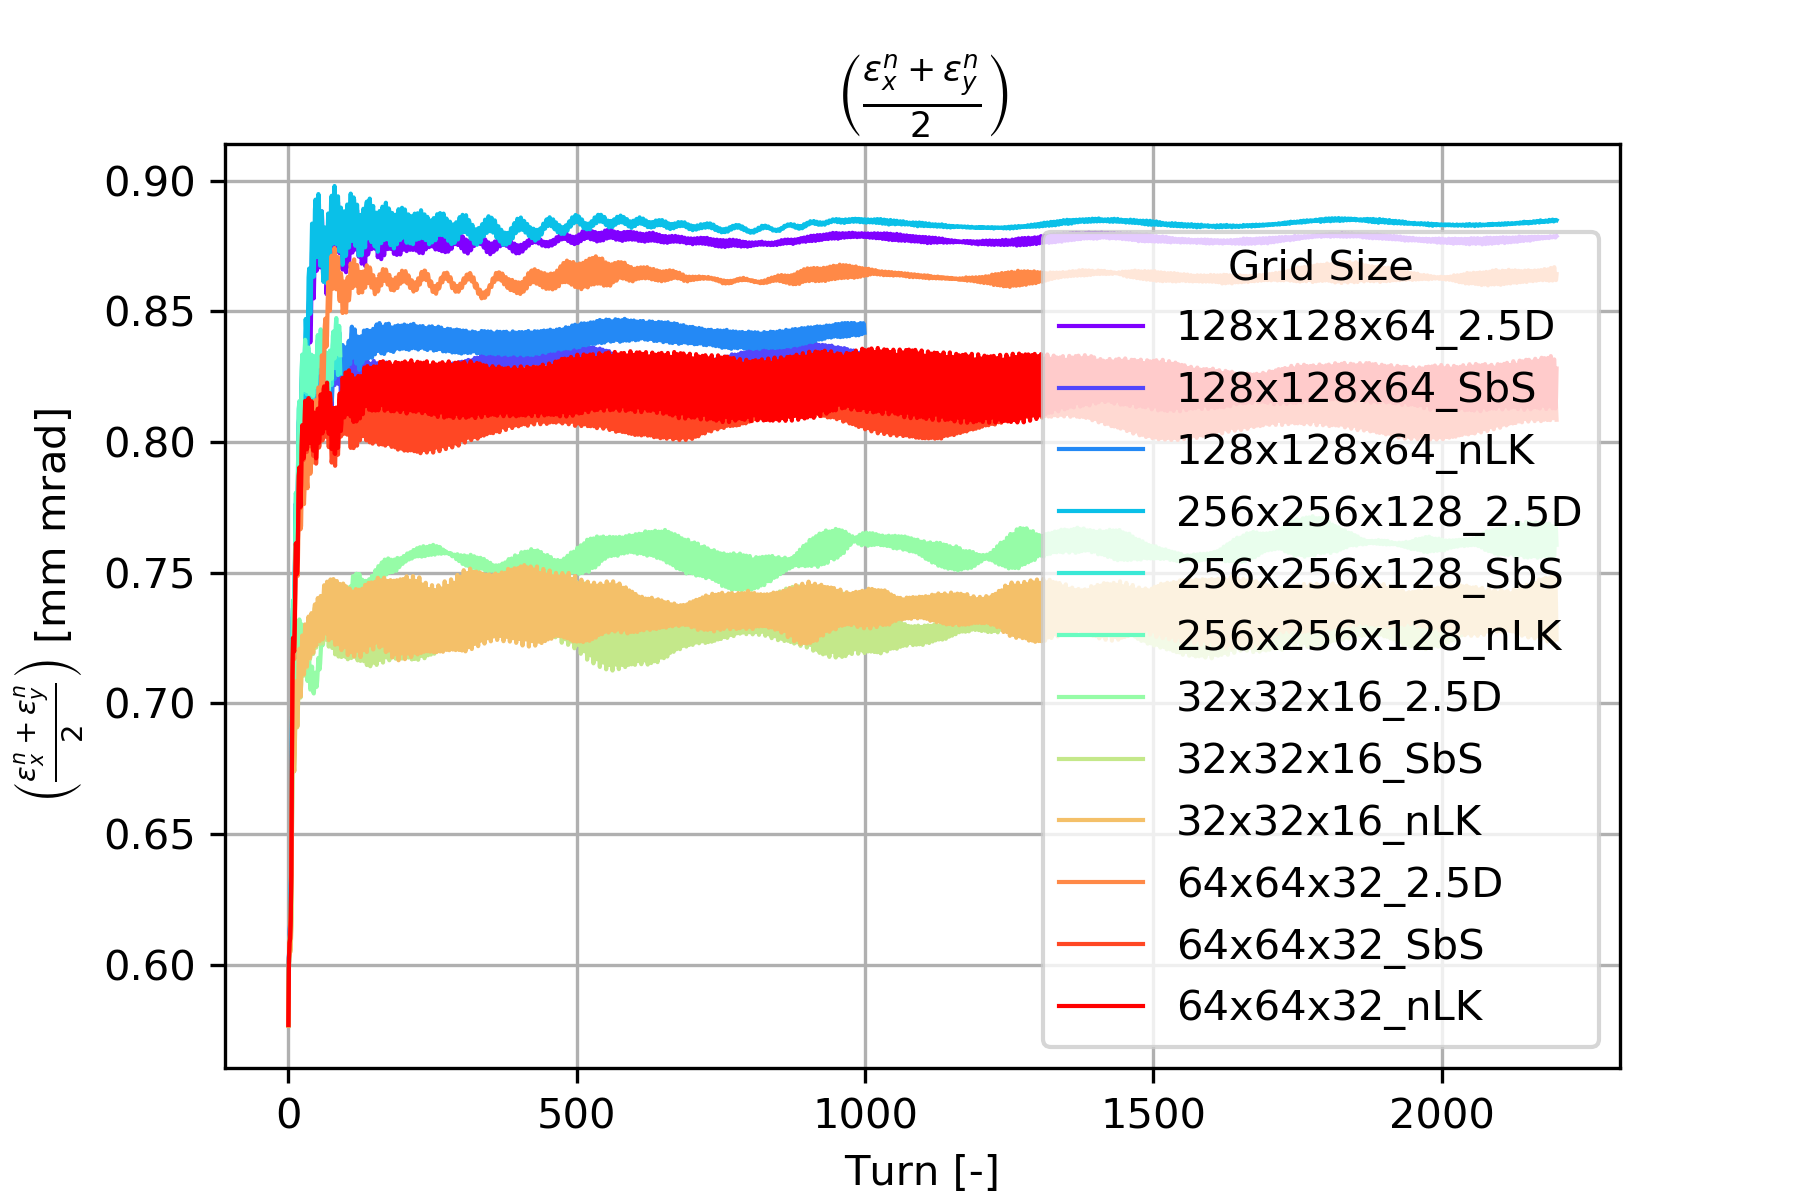 (εₓⁿ + εᵧⁿ / 2)
0.90
0.85
0.80
0.75
0.70
0.65
0.60
(εₓⁿ + εᵧⁿ / 2) [mm mrad]
Grid Size
128x128x64_2.5D
128x128x64_SbS
128x128x64_nLK
256x256x128_2.5D
256x256x128_SbS
256x256x128_nLK
32x32x16_2.5D
32x32x16_SbS
32x32x16_nLK
64x64x32_2.5D
64x64x32_SbS
64x64x32_nLK
0 500 1000 1500 2000
Turn [-]